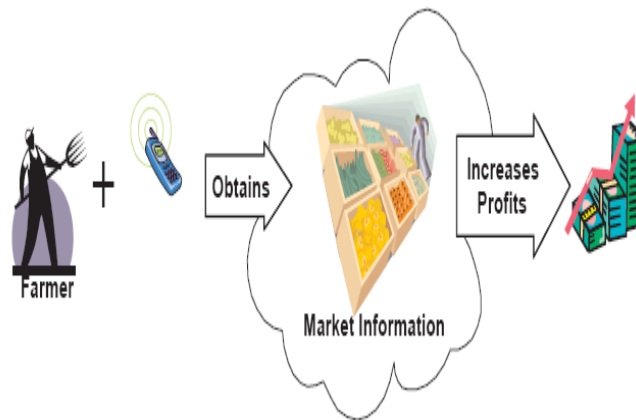 Farmer
+
Obtains
Market Information
Increases
Profits